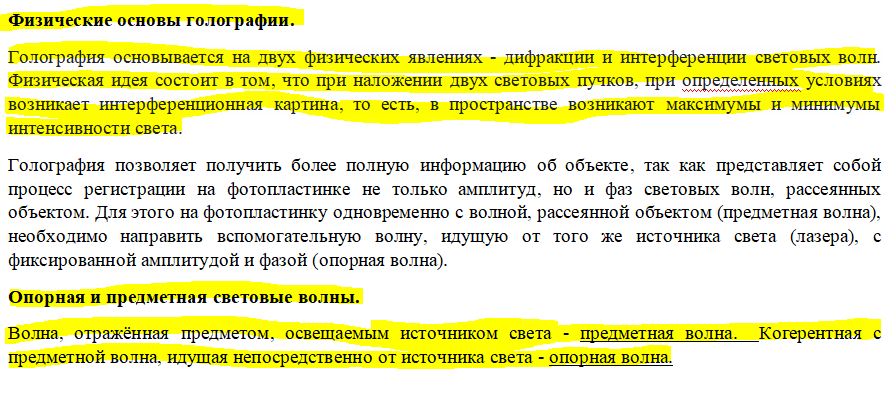 Физические основы голографии.
Голография основывается на двух физических явлениях - дифракции и интерференции световых волн.
Физическая идея состоит в том, что при наложении двух световых пучков, при определенных условиях
возникает интерференционная картина, то есть, в пространстве возникают максимумы и минимумы
интенсивности света.
Голография позволяет получить более полную информацию об объекте, так как представляет собой
процесс регистрации на фотопластинке не только амплитуд, но и фаз световых волн, рассеянных
объектом. Для этого на фотопластинку одновременно с волной, рассеянной объектом (предметная волна),
необходимо направить вспомогательную волну, идущую от того же источника света (лазера), с
фиксированной амплитудой и фазой (опорная волна).
Опорная и предметная световые волны.
Волна, отражённая предметом, освещаемым источником света - предметная волна. Когерентная с
предметной волна, идущая непосредственно от источника света - опорная волна.